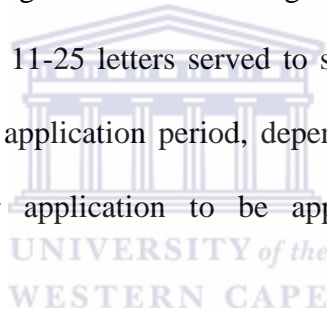 11-25 letters served to s
application period, depen
application to be app
UNIVERSITY of the
WESTERN CAPE